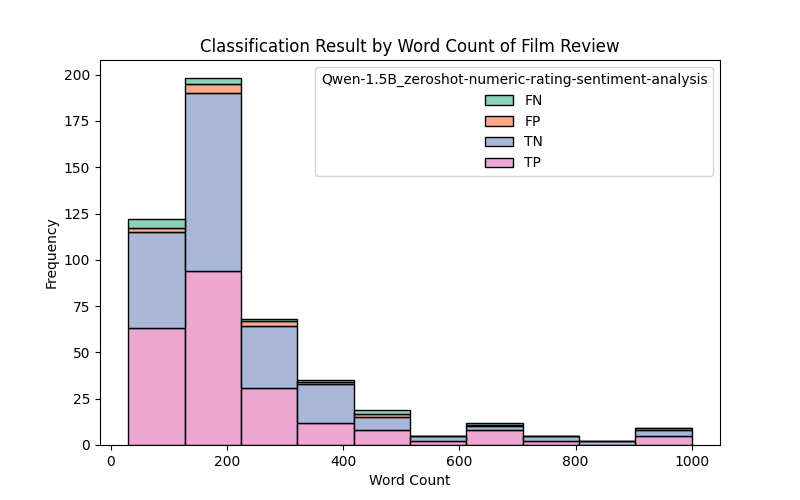 Classification Result by Word Count of Film Review
Qwen-1.5B_zeroshot-numeric-rating-sentiment-analysis
FN
FP
TN
TP
200
175
150
125
100
75
50
25
0
Frequency
0 200 400 600 800 1000
Word Count